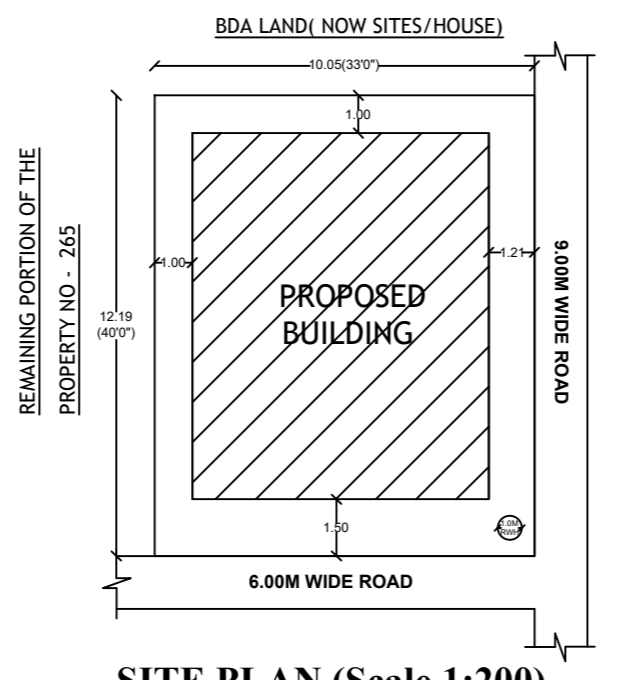 BDA LAND( NOW SITES/HOUSE)
10.05(33'0")
1.00
REMAINING PORTION OF THE
PROPERTY NO - 265
1.00
1.21
12.19
(40'0")
PROPOSED
BUILDING
9.00M WIDE ROAD
1.50
1.0M
RWH
6.00M WIDE ROAD
SITE PLAN (Scale 1:200)